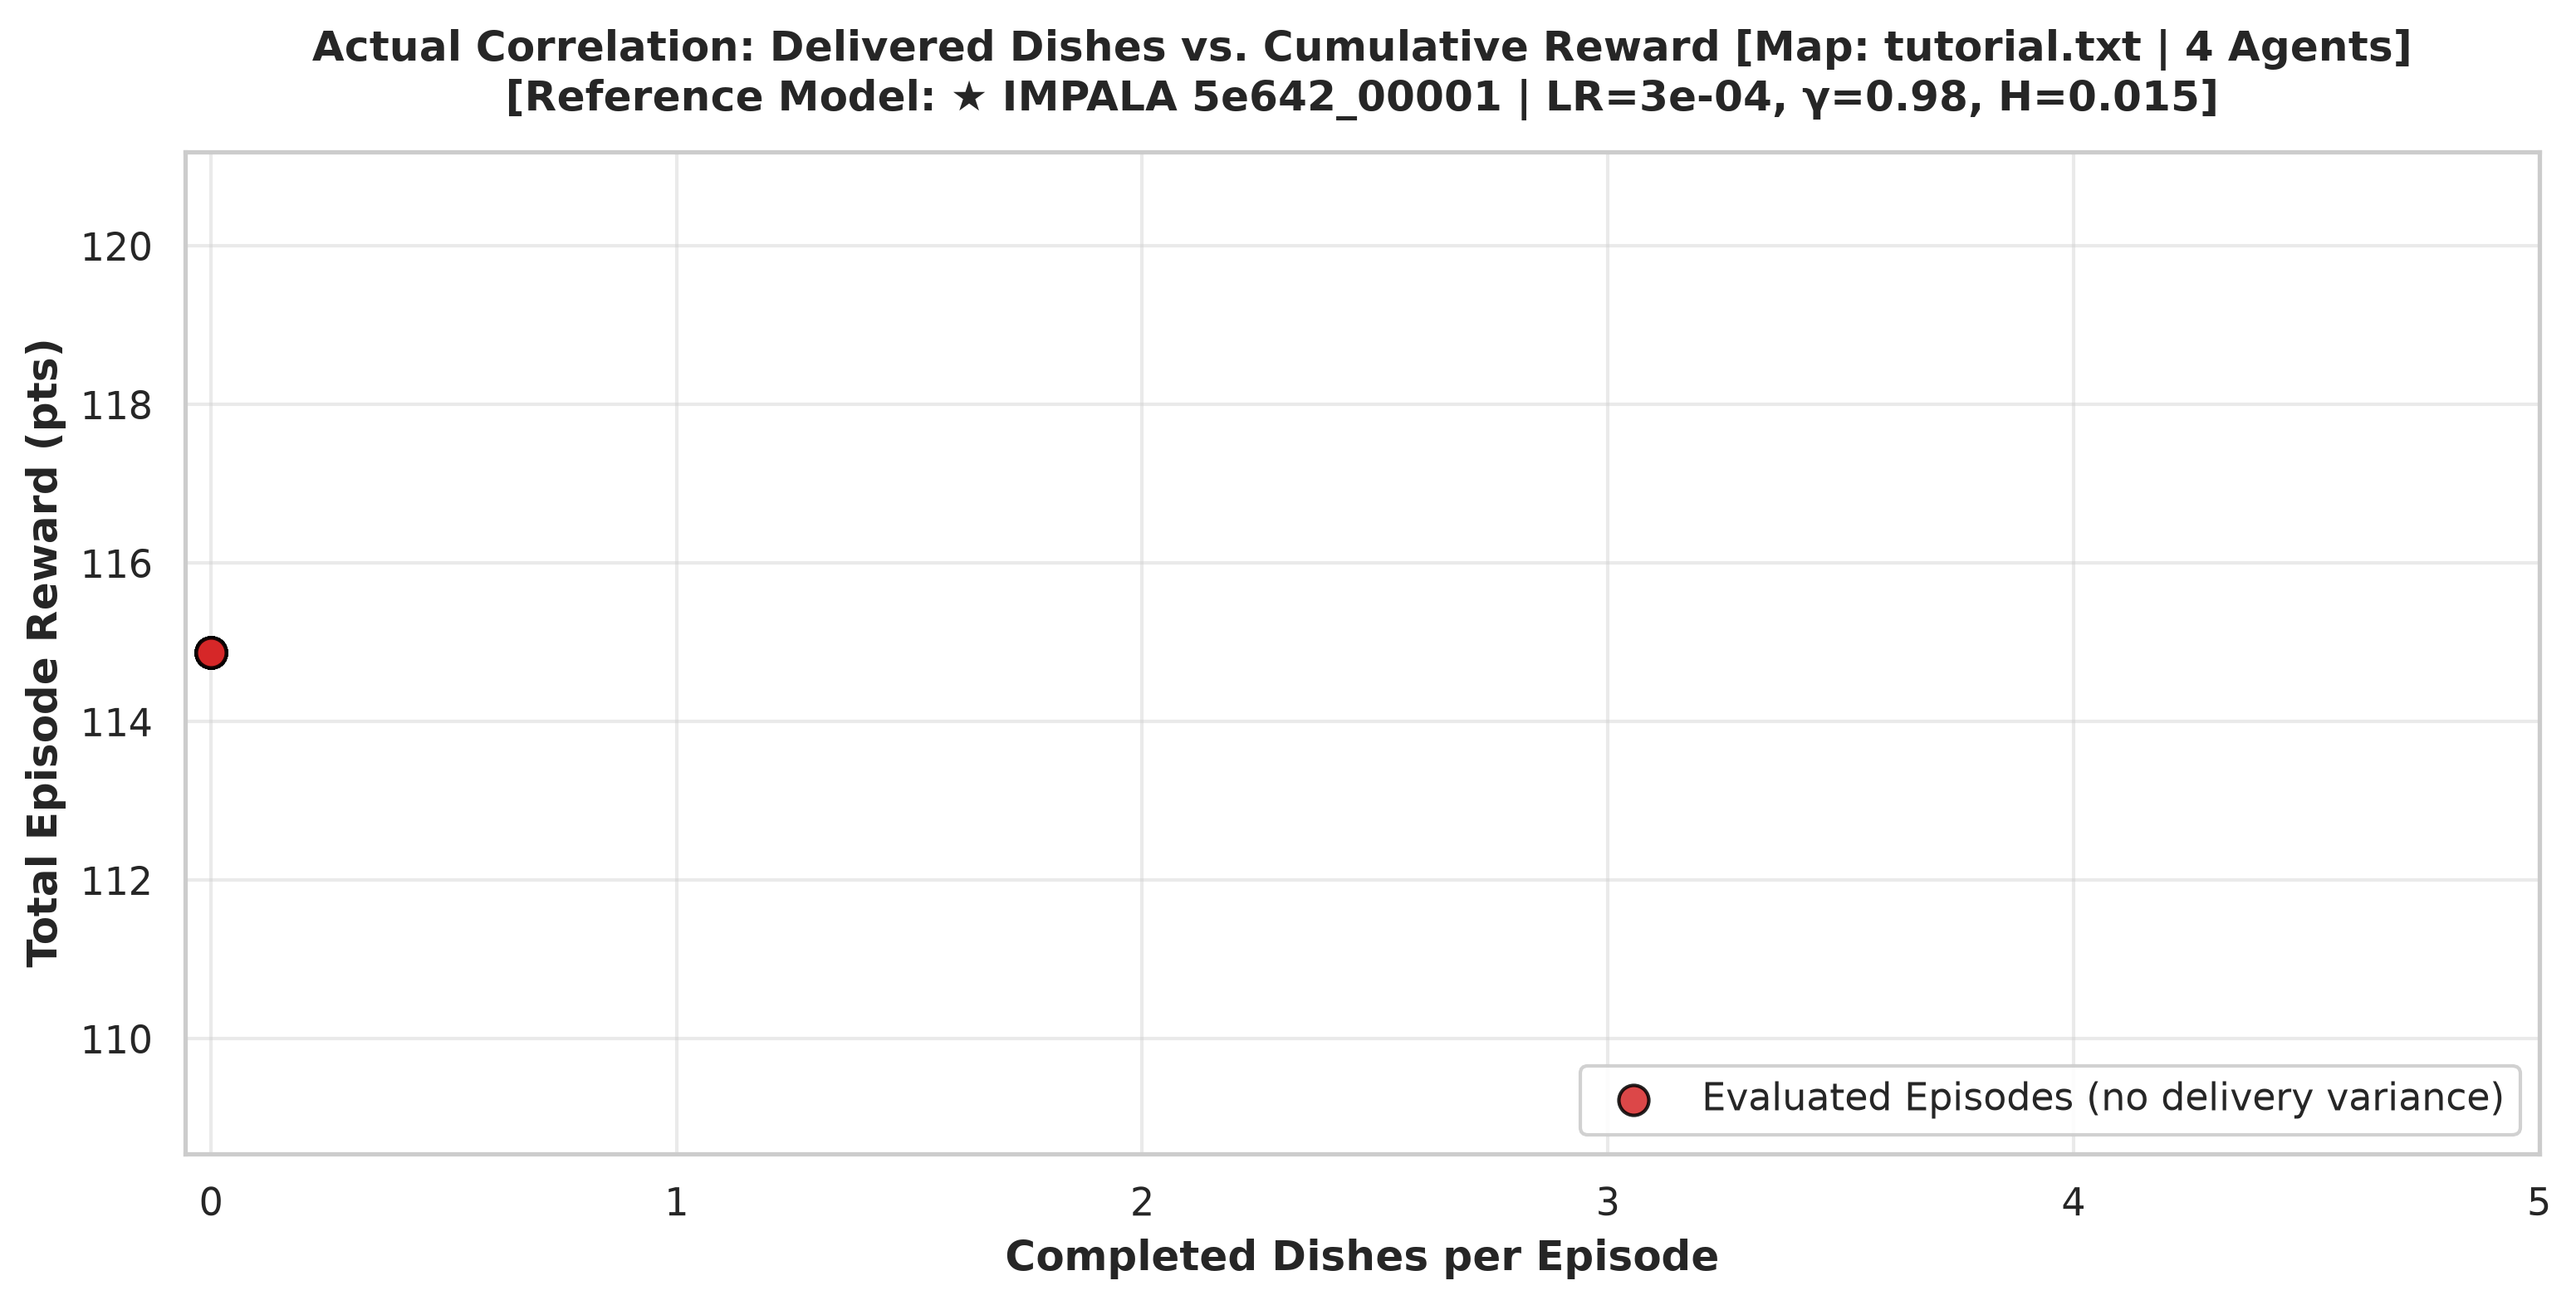 Actual Correlation: Delivered Dishes vs. Cumulative Reward [Map: tutorial.txt | 4 Agents]
[Reference Model: ★ IMPALA 5e642_00001 | LR=3e-04, γ=0.98, H=0.015]
Total Episode Reward (pts)
120
118
116
114
112
110
Evaluated Episodes (no delivery variance)
0 1 2 3 4 5
Completed Dishes per Episode